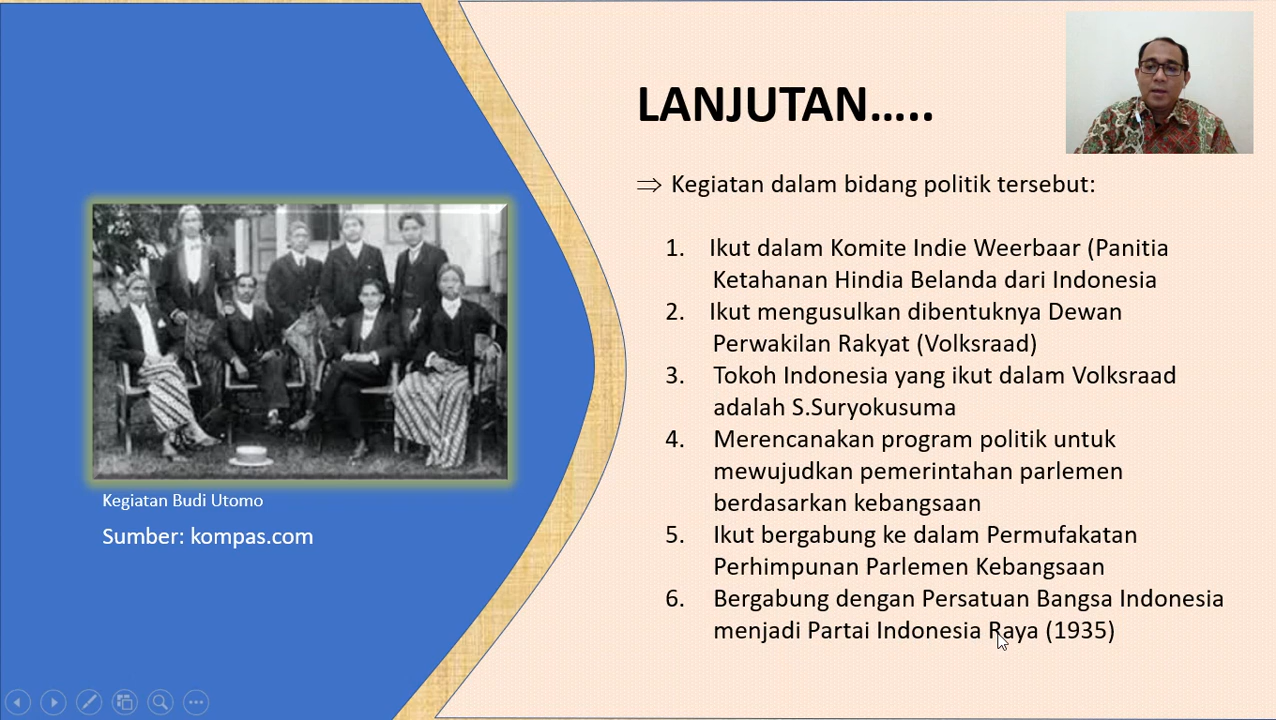 LANJUTAN.....
⇒ Kegiatan dalam bidang politik tersebut:
1. Ikut dalam Komite Indie Weerbaar (Panitia
Ketahanan Hindia Belanda dari Indonesia
2. Ikut mengusulkan dibentuknya Dewan
Perwakilan Rakyat (Volksraad)
3. Tokoh Indonesia yang ikut dalam Volksraad
adalah S.Suryokusuma
4. Merencanakan program politik untuk
mewujudkan pemerintahan parlemen
berdasarkan kebangsaan
5. Ikut bergabung ke dalam Permufakatan
Perhimpunan Parlemen Kebangsaan
6. Bergabung dengan Persatuan Bangsa Indonesia
menjadi Partai Indonesia Raya (1935)
Kegiatan Budi Utomo
Sumber: kompas.com